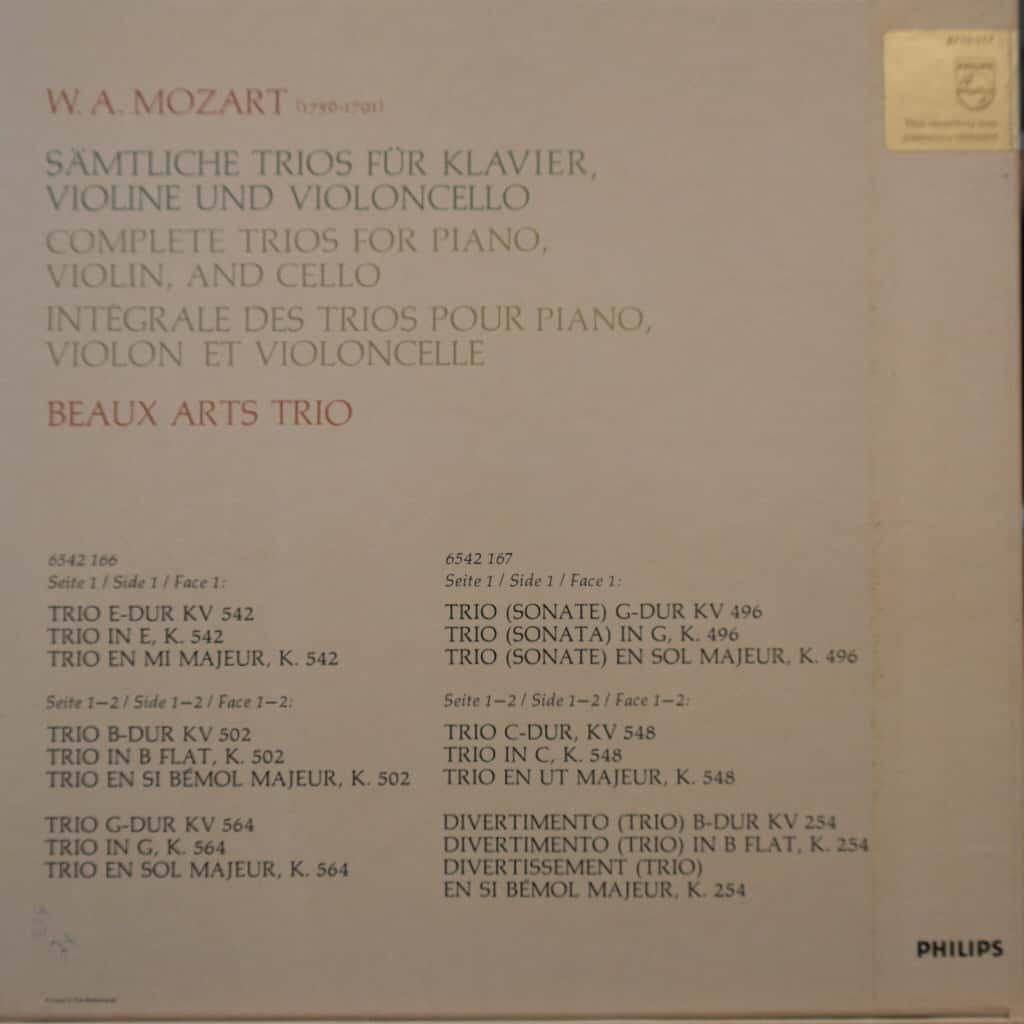 W. A. MOZART (1756-1791)
SÄMTLICHE TRIOS FÜR KLAVIER,
VIOLINE UND VIOLONCELLO
COMPLETE TRIOS FOR PIANO,
VIOLIN, AND CELLO
INTÉGRALE DES TRIOS POUR PIANO,
VIOLON ET VIOLONCELLE
BEAUX ARTS TRIO
6542 166
Seite 1 / Side 1 / Face 1:
TRIO E-DUR KV 542
TRIO IN E, K. 542
TRIO EN MI MAJEUR, K. 542
Seite 1–2 / Side 1–2 / Face 1–2:
TRIO B-DUR KV 502
TRIO IN B FLAT, K. 502
TRIO EN SI BÉMOL MAJEUR, K. 502
TRIO G-DUR KV 564
TRIO IN G, K. 564
TRIO EN SOL MAJEUR, K. 564
6542 167
Seite 1 / Side 1 / Face 1:
TRIO (SONATE) G-DUR KV 496
TRIO (SONATA) IN G, K. 496
TRIO (SONATE) EN SOL MAJEUR, K. 496
Seite 1–2 / Side 1–2 / Face 1–2:
TRIO C-DUR, KV 548
TRIO IN C, K. 548
TRIO EN UT MAJEUR, K. 548
DIVERTIMENTO (TRIO) B-DUR KV 254
DIVERTIMENTO (TRIO) IN B FLAT, K. 254
DIVERTISSEMENT (TRIO)
EN SI BÉMOL MAJEUR, K. 254
PHILIPS